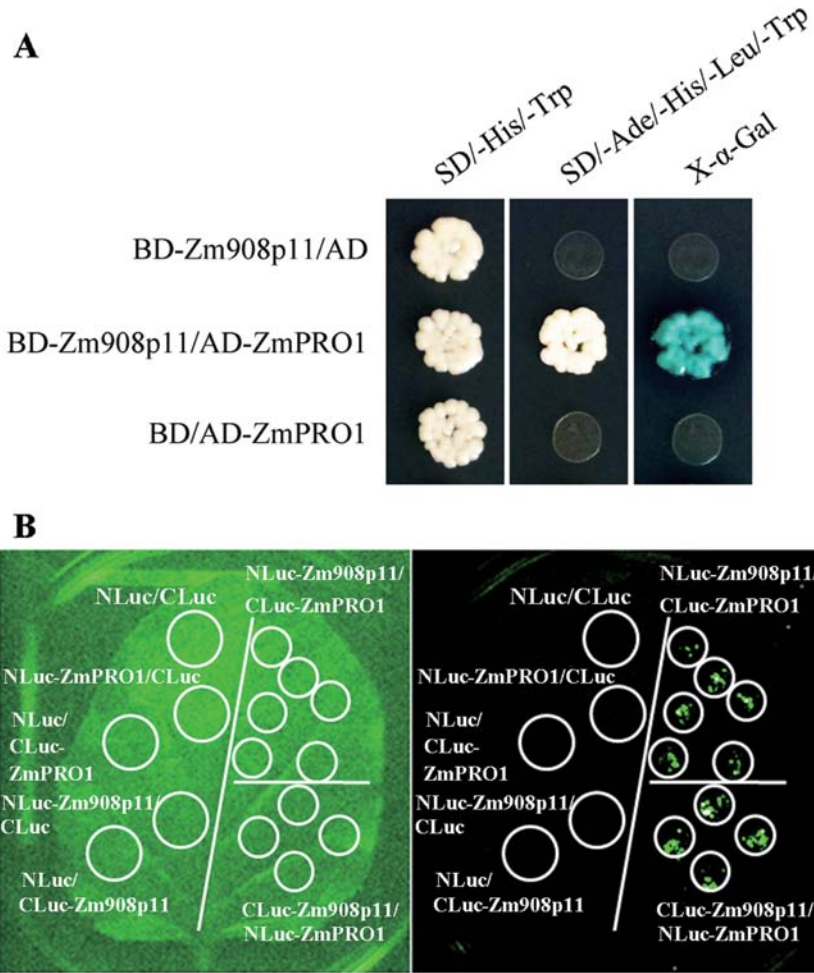 A
SD/-His/-Trp
SD/-Ade/-His/-Leu/-Trp
X-α-Gal
BD-Zm908p11/AD
BD-Zm908p11/AD-ZmPRO1
BD/AD-ZmPRO1
B
NLuc/CLuc
NLuc-Zm908p11/
CLuc-ZmPRO1
NLuc-ZmPRO1/CLuc
NLuc/
CLuc-
ZmPRO1
NLuc-Zm908p11/
CLuc
NLuc/
CLuc-Zm908p11
CLuc-Zm908p11/
NLuc-ZmPRO1
NLuc/CLuc
NLuc-Zm908p11/
CLuc-ZmPRO1
NLuc-ZmPRO1/CLuc
NLuc/
CLuc-
ZmPRO1
NLuc-Zm908p11/
CLuc
NLuc/
CLuc-Zm908p11
CLuc-Zm908p11/
NLuc-ZmPRO1